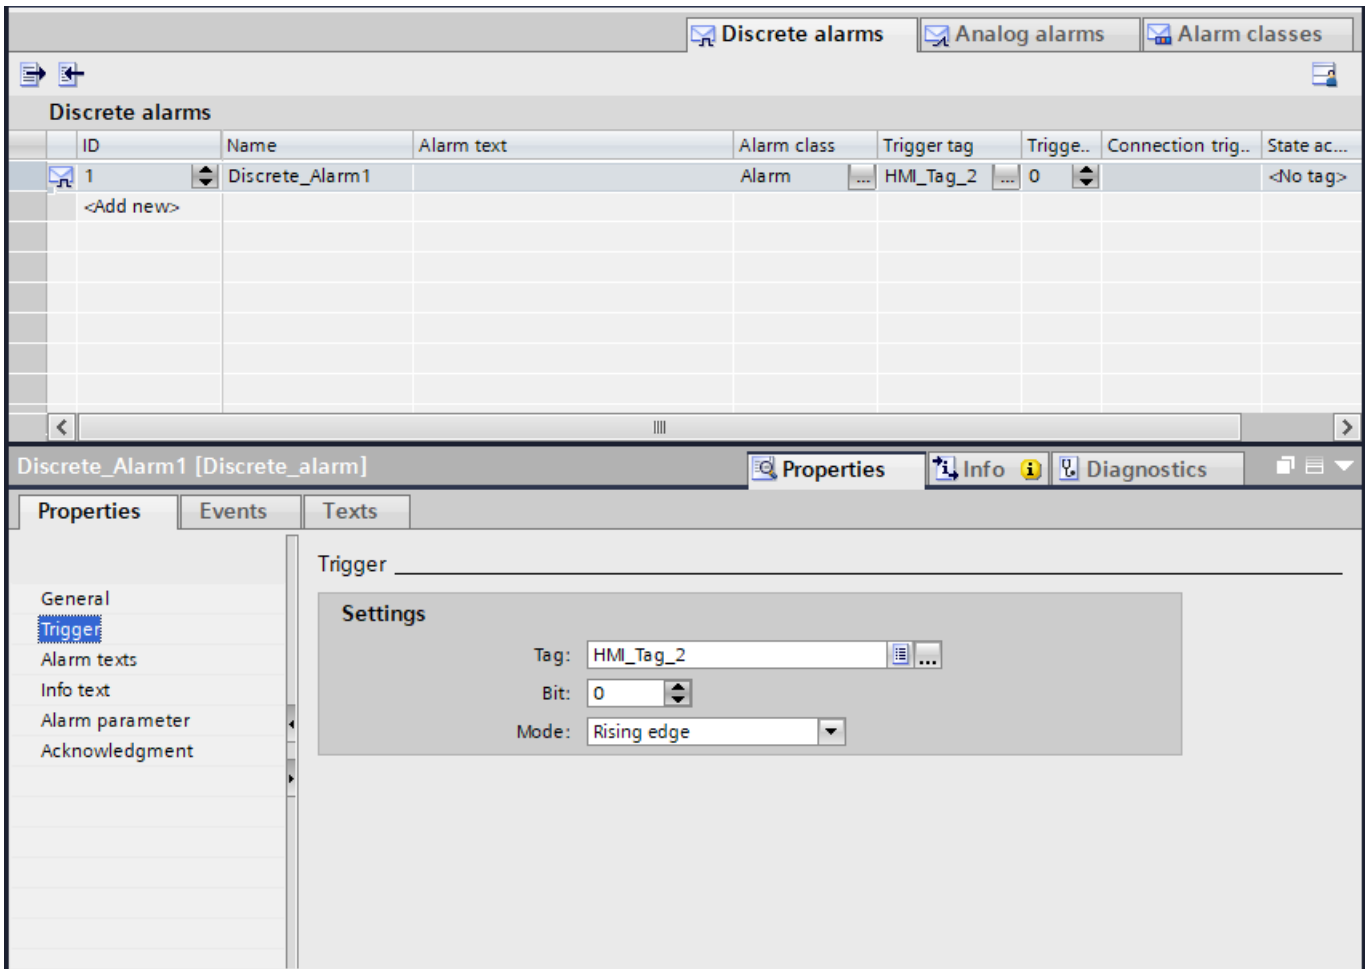 Discrete alarms Analog alarms Alarm classes
Discrete alarms
ID Name Alarm text Alarm class Trigger tag Trigge.. Connection trig.. State ac...
1 Discrete_Alarm1 Alarm ... HMI_Tag_2 ... 0 <No tag>
<Add new>
Discrete_Alarm1 [Discrete_alarm] Properties Info Diagnostics
Properties Events Texts
Trigger
General
Settings
Trigger
Tag: HMI_Tag_2 ...
Alarm texts
Info text
Bit: 0
Alarm parameter
Mode: Rising edge
Acknowledgment